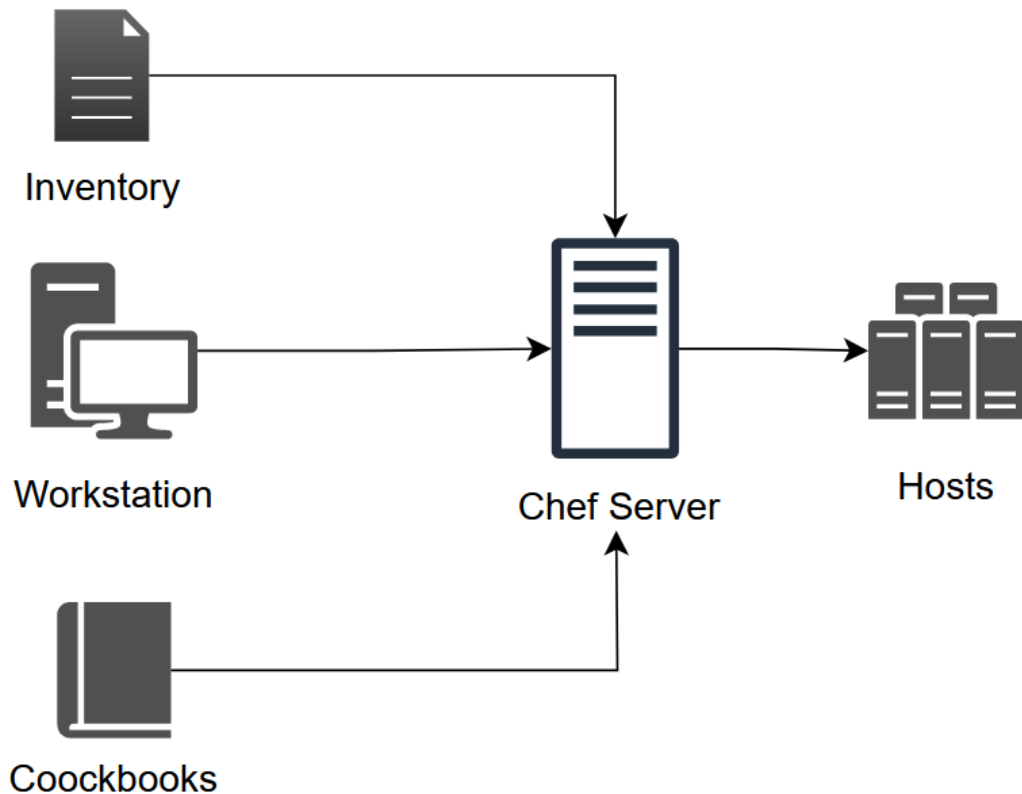 Inventory
Workstation
Chef Server
Hosts
Coockbooks